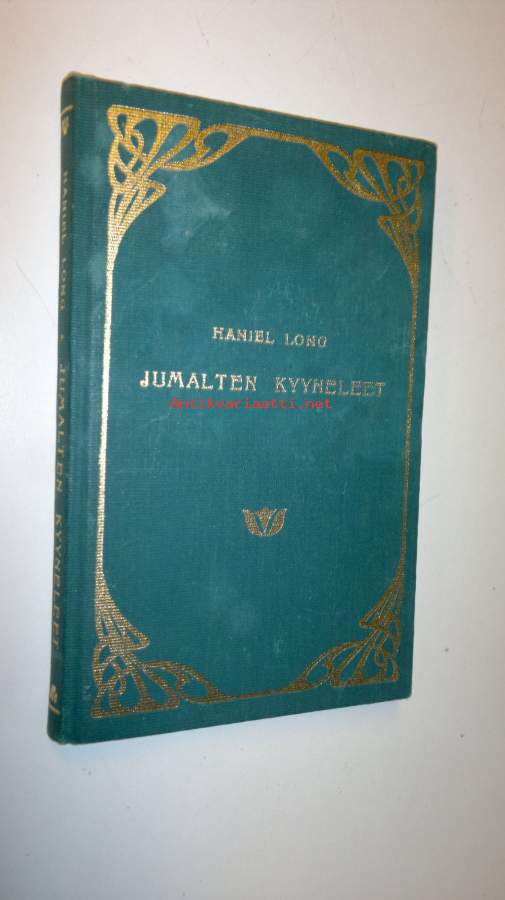 HANIEL LONG
JUMALTEN KYYNELEET
antikvariaatti.net
HANIEL LONG • JUMALTEN KYYNELEET